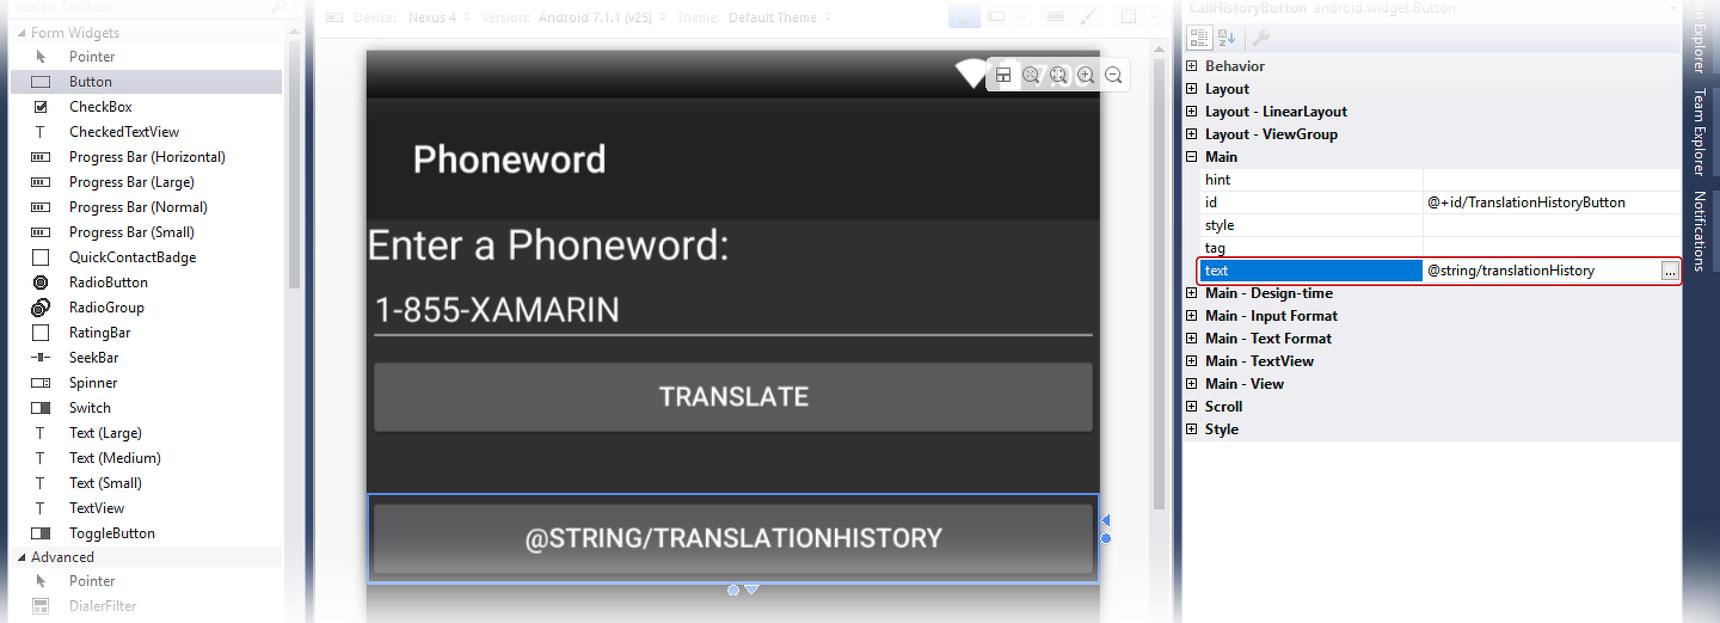 Search Toolbox
Form Widgets
Pointer
Button
CheckBox
CheckedTextView
Progress Bar (Horizontal)
Progress Bar (Large)
Progress Bar (Normal)
Progress Bar (Small)
QuickContactBadge
RadioButton
RadioGroup
RatingBar
SeekBar
Spinner
Switch
Text (Large)
Text (Medium)
Text (Small)
TextView
ToggleButton
Advanced
Pointer
DialerFilter
Device: Nexus 4 Version: Android 7.1.1 (v25) Theme: Default Theme
7:00
Phoneword
Enter a Phoneword:
1-855-XAMARIN
TRANSLATE
@STRING/TRANSLATIONHISTORY
CallHistoryButton android.widget.Button
Behavior
Layout
Layout - LinearLayout
Layout - ViewGroup
Main
hint
id @+id/TranslationHistoryButton
style
tag
text @string/translationHistory ...
Main - Design-time
Main - Input Format
Main - Text Format
Main - TextView
Main - View
Scroll
Style
Explorer
Team Explorer
Notifications